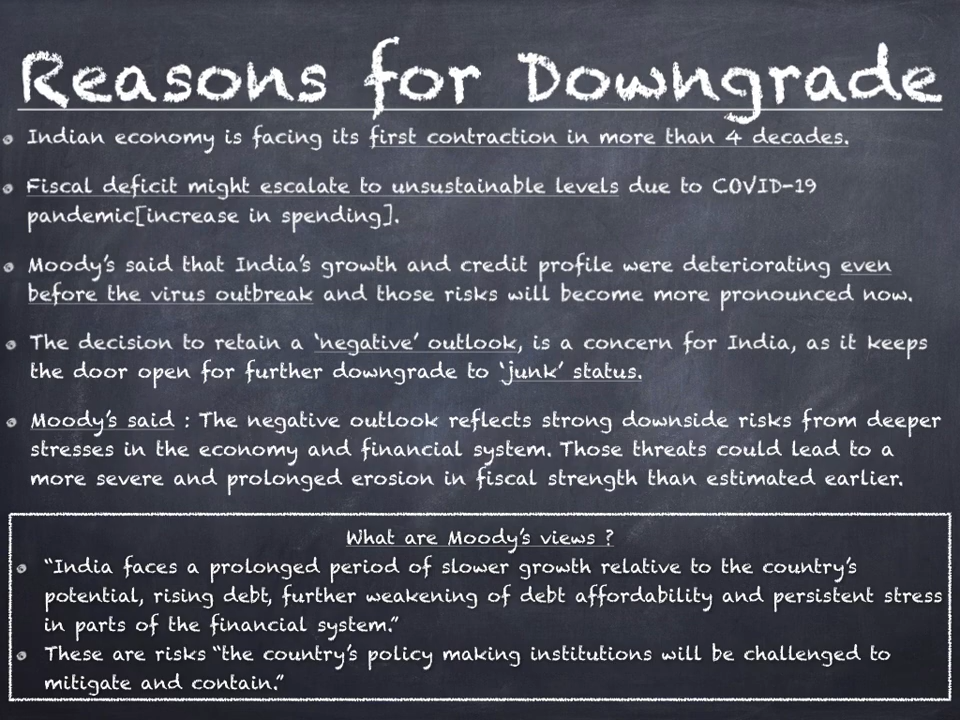 Reasons for Downgrade
Indian economy is facing its first contraction in more than 4 decades.
Fiscal deficit might escalate to unsustainable levels due to COVID-19
pandemic[increase in spending].
Moody's said that India's growth and credit profile were deteriorating even
before the virus outbreak and those risks will become more pronounced now.
The decision to retain a 'negative' outlook, is a concern for India, as it keeps
the door open for further downgrade to 'junk' status.
Moody's said : The negative outlook reflects strong downside risks from deeper
stresses in the economy and financial system. Those threats could lead to a
more severe and prolonged erosion in fiscal strength than estimated earlier.
What are Moody's views ?
"India faces a prolonged period of slower growth relative to the country's
potential, rising debt, further weakening of debt affordability and persistent stress
in parts of the financial system."
These are risks "the country's policy making institutions will be challenged to
mitigate and contain."